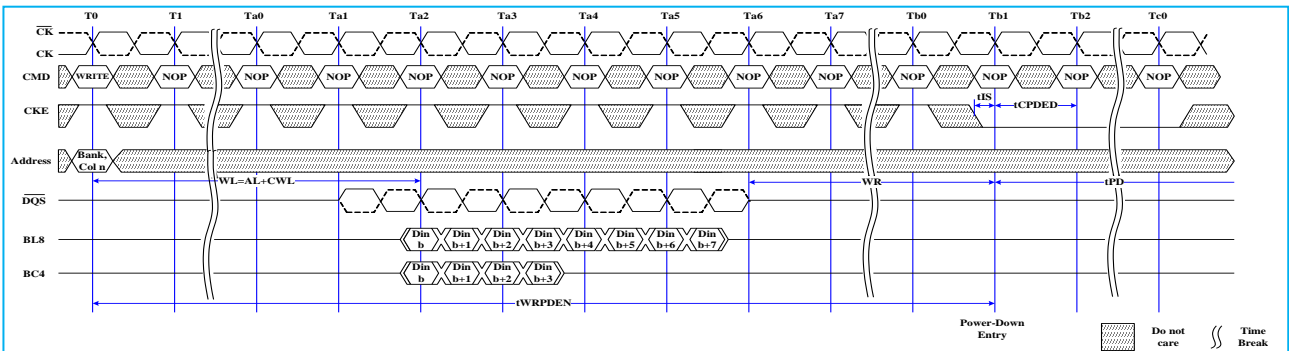 T0 T1 Ta0 Ta1 Ta2 Ta3 Ta4 Ta5 Ta6 Ta7 Tb0 Tb1 Tb2 Tc0
CK
CK
CMD WRITE NOP NOP NOP NOP NOP NOP NOP NOP NOP NOP NOP NOP NOP
tIS
CKE tCPDED
Address Bank, Col n
WL=AL+CWL WR tPD
DQS
BL8 Din b Din b+1 Din b+2 Din b+3 Din b+4 Din b+5 Din b+6 Din b+7
BC4 Din b Din b+1 Din b+2 Din b+3
tWRPDEN
Power-Down Entry
Do not care
Time Break